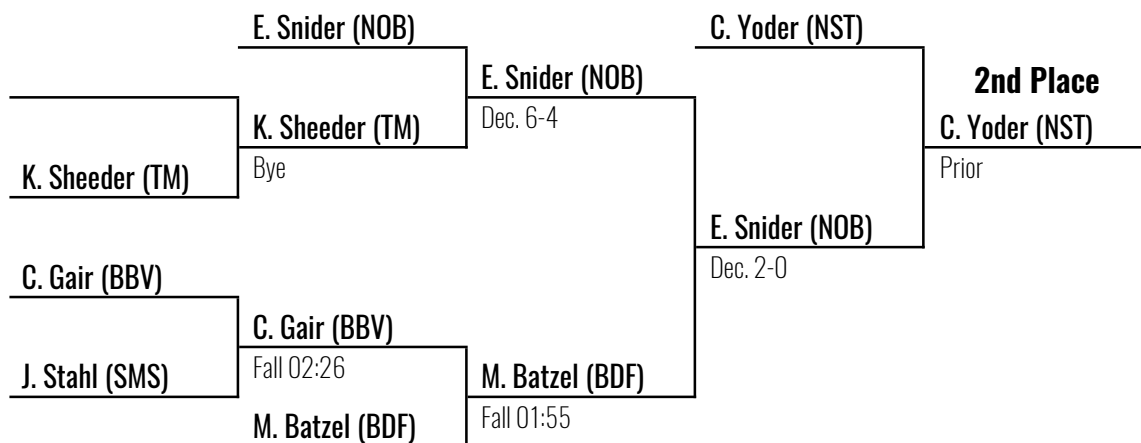 E. Snider (NOB)
C. Yoder (NST)
E. Snider (NOB)
2nd Place
Dec. 6-4
K. Sheeder (TM)
C. Yoder (NST)
Bye
Prior
K. Sheeder (TM)
E. Snider (NOB)
Dec. 2-0
C. Gair (BBV)
C. Gair (BBV)
Fall 02:26
J. Stahl (SMS)
M. Batzel (BDF)
Fall 01:55
M. Batzel (BDF)